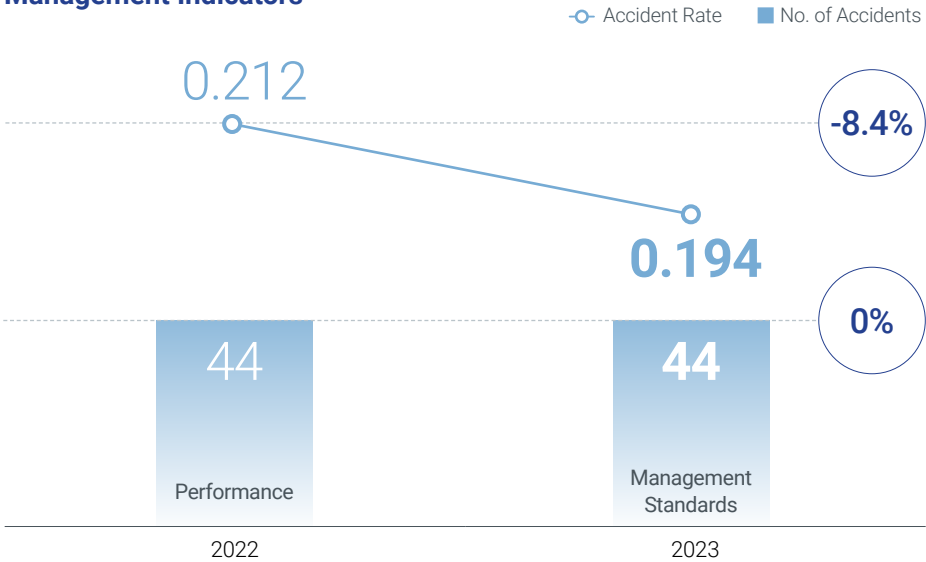 Management Indicators
Accident Rate
No. of Accidents
0.212
-8.4%
0.194
0%
44
44
Performance
Management
Standards
2022
2023